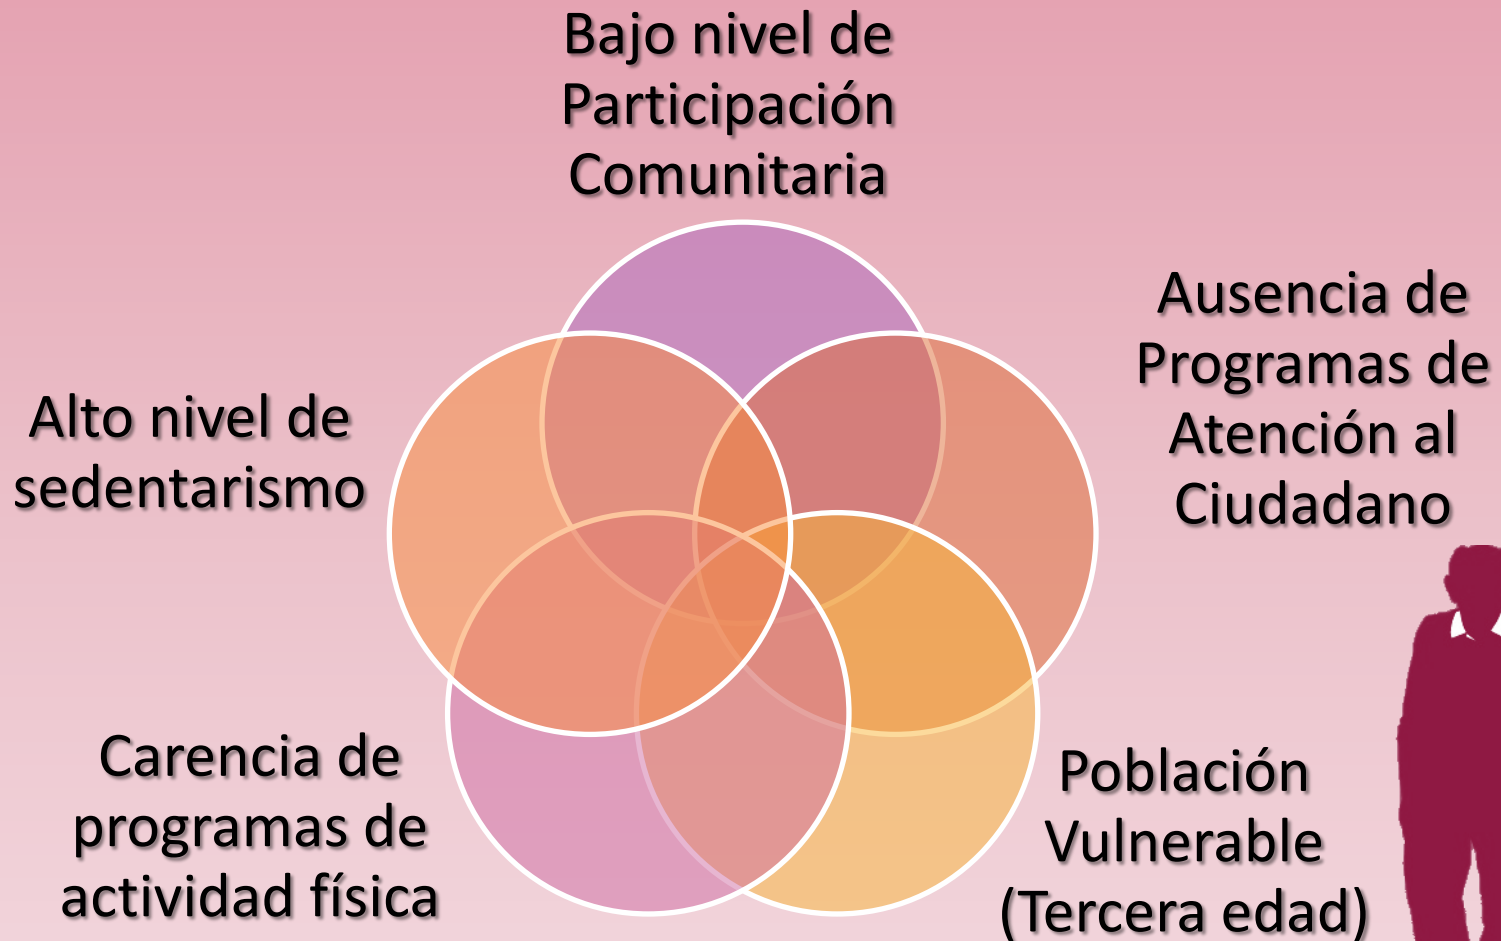 Bajo nivel de
Participación
Comunitaria
Ausencia de
Programas de
Atención al
Ciudadano
Alto nivel de
sedentarismo
Carencia de
programas de
actividad física
Población
Vulnerable
(Tercera edad)